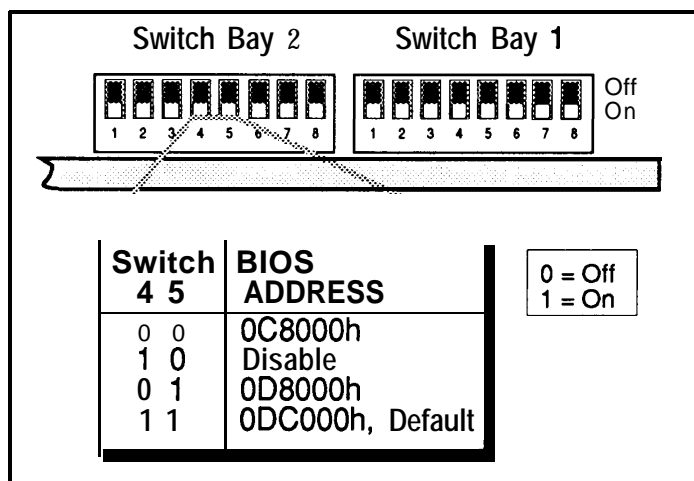 Switch Bay 2 Switch Bay 1
Off
On
1 2 3 4 5 6 7 8 1 2 3 4 5 6 7 8
Switch BIOS
4 5 ADDRESS
0 0 0C8000h
1 0 Disable
0 1 0D8000h
1 1 0DC000h, Default
0 = Off
1 = On